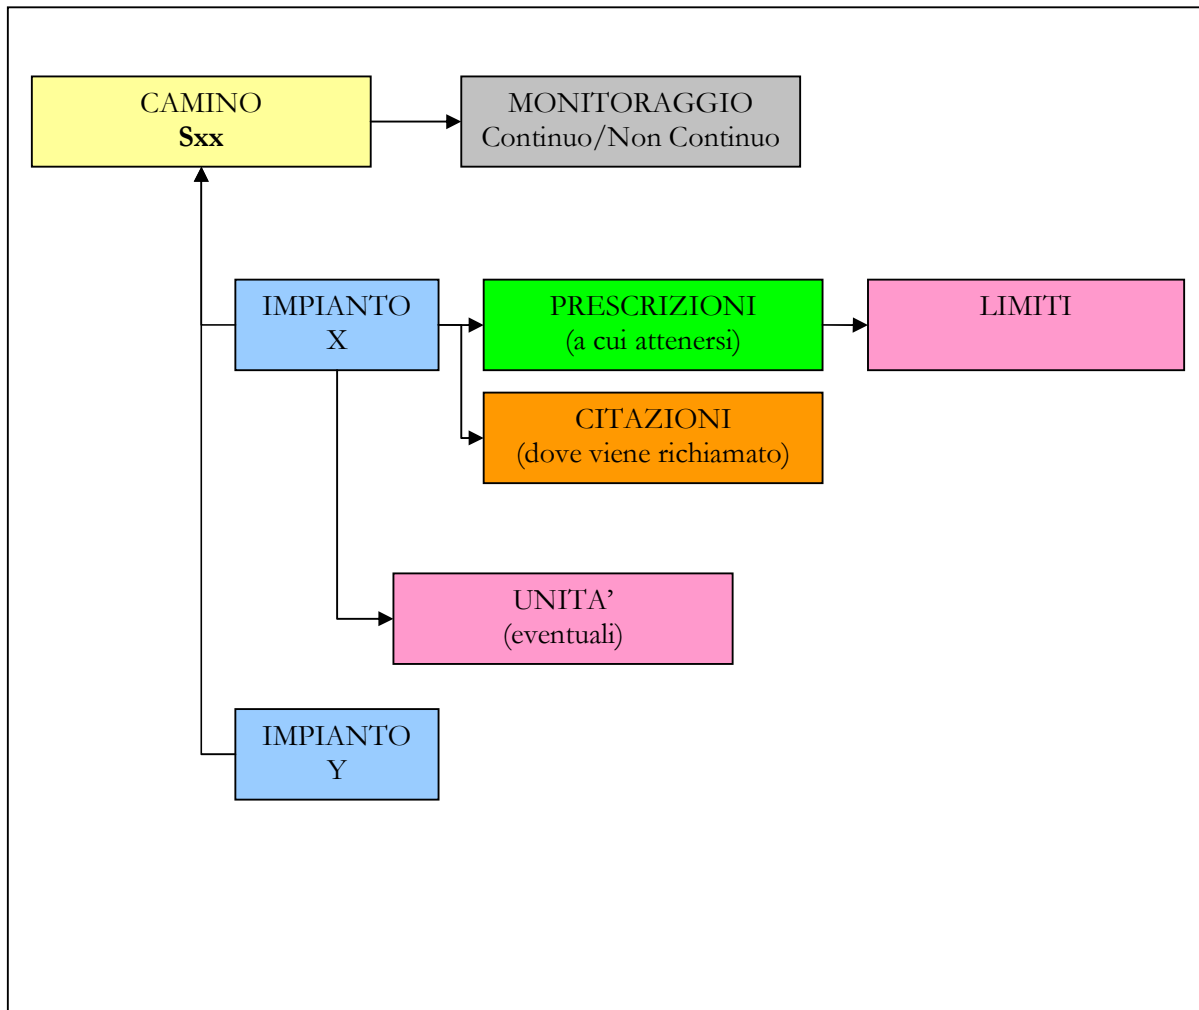 CAMINO
Sxx
MONITORAGGIO
Continuo/Non Continuo
IMPIANTO
X
PRESCRIZIONI
(a cui attenersi)
LIMITI
CITAZIONI
(dove viene richiamato)
UNITA’
(eventuali)
IMPIANTO
Y